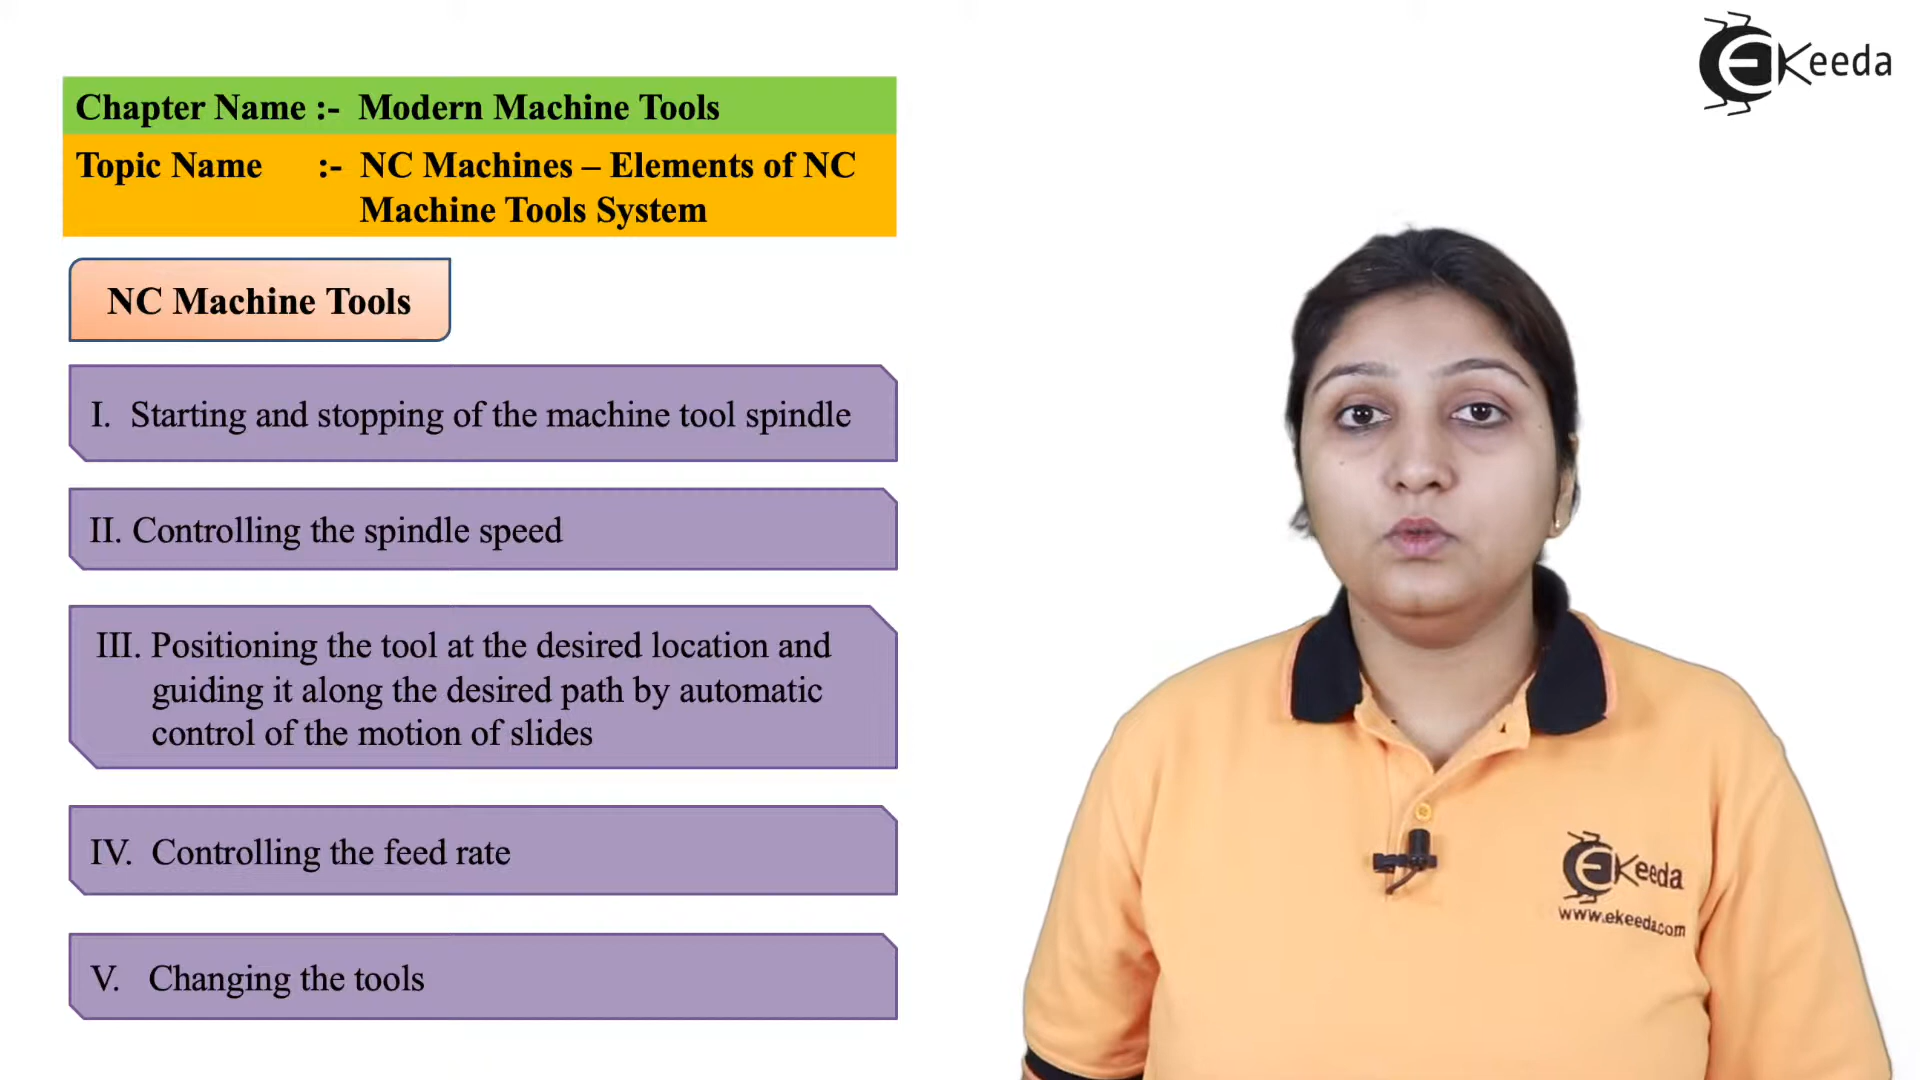 Keeda
Chapter Name :- Modern Machine Tools
Topic Name :- NC Machines – Elements of NC
Machine Tools System
NC Machine Tools
I. Starting and stopping of the machine tool spindle
II. Controlling the spindle speed
III. Positioning the tool at the desired location and
guiding it along the desired path by automatic
control of the motion of slides
IV. Controlling the feed rate
V. Changing the tools
Keeda
www.ekeeda.com